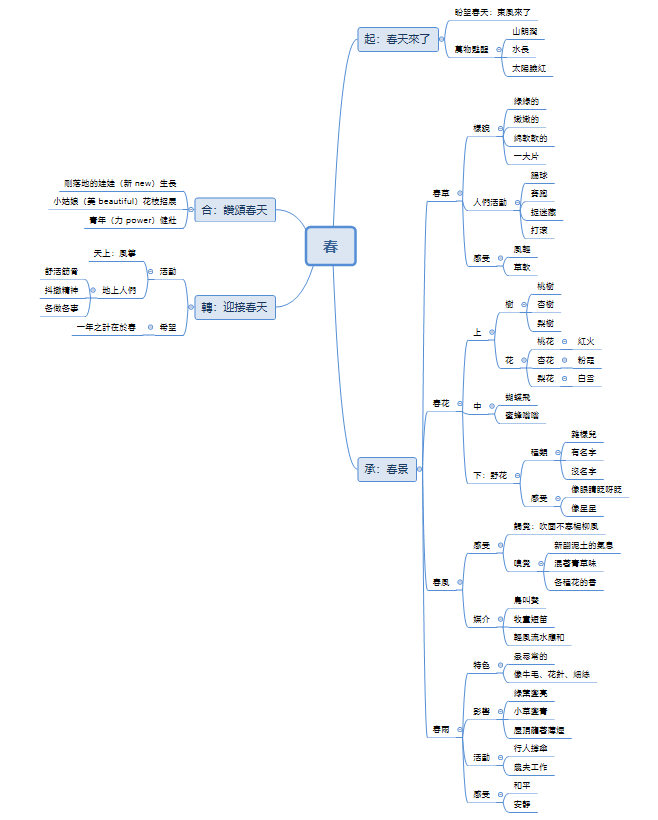 春
起：春天來了
盼望春天：東風來了
萬物甦醒
山朗潤
水長
太陽臉紅
承：春景
春草
樣貌
綠綠的
嫩嫩的
綿軟軟的
一大片
人們活動
踢球
賽跑
捉迷藏
打滾
感受
風輕
草軟
春花
上
樹
桃樹
杏樹
梨樹
花
桃花
紅火
杏花
粉霞
梨花
白雪
中
蝴蝶飛
蜜蜂嗡嗡
下：野花
種類
雜樣兒
有名字
沒名字
感受
像眼睛眨呀眨
像星星
春風
感受
觸覺：吹面不寒楊柳風
嗅覺
新翻泥土的氣息
混著青草味
各種花的香
媒介
鳥叫聲
牧童短笛
輕風流水應和
春雨
特色
最尋常的
像牛毛、花針、細絲
影響
綠葉變亮
小草變青
屋頂籠著薄煙
活動
行人撐傘
農夫工作
感受
和平
安靜
轉：迎接春天
活動
天上：風箏
地上人們
舒活筋骨
抖擻精神
各做各事
希望
一年之計在於春
合：讚頌春天
剛落地的娃娃（新 new）生長
小姑娘（美 beautiful）花枝招展
青年（力 power）健壯